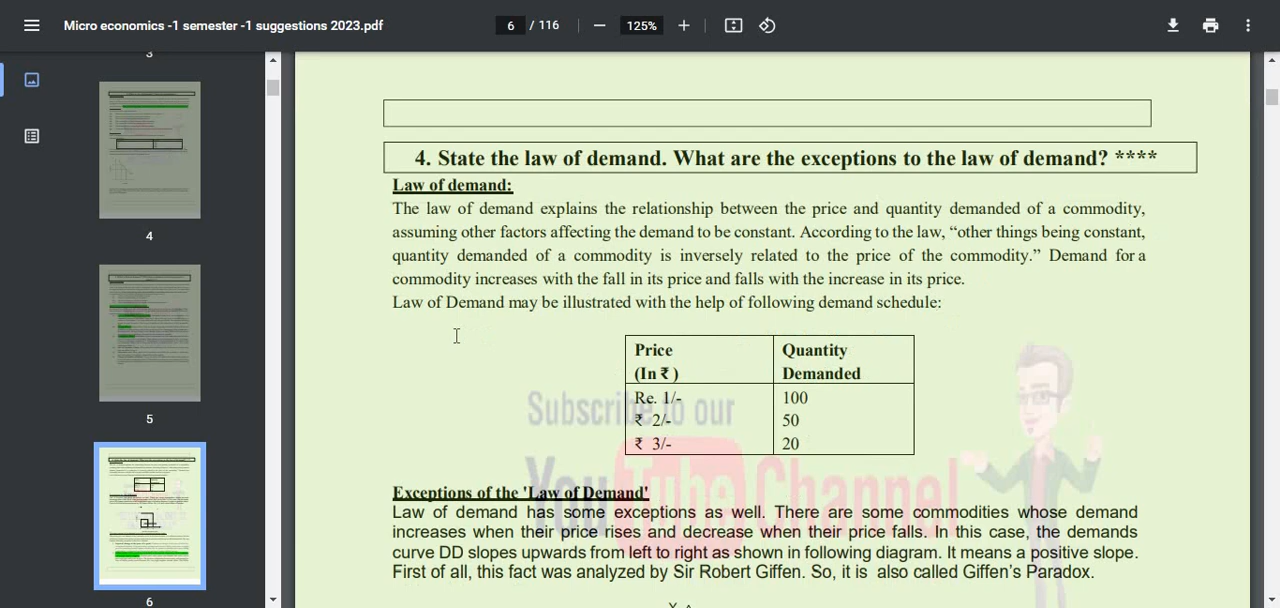 Micro economics -1 semester -1 suggestions 2023.pdf
6 / 116
125%
3
4
5
6
4. State the law of demand. What are the exceptions to the law of demand? ****
Law of demand:
The law of demand explains the relationship between the price and quantity demanded of a commodity,
assuming other factors affecting the demand to be constant. According to the law, “other things being constant,
quantity demanded of a commodity is inversely related to the price of the commodity.” Demand for a
commodity increases with the fall in its price and falls with the increase in its price.
Law of Demand may be illustrated with the help of following demand schedule:
Price Quantity
(In ₹ ) Demanded
Re. 1/- 100
₹ 2/- 50
₹ 3/- 20
Subscribe to our
YouTube Channel
Exceptions of the 'Law of Demand'
Law of demand has some exceptions as well. There are some commodities whose demand
increases when their price rises and decrease when their price falls. In this case, the demands
curve DD slopes upwards from left to right as shown in following diagram. It means a positive slope.
First of all, this fact was analyzed by Sir Robert Giffen. So, it is also called Giffen’s Paradox.
Y